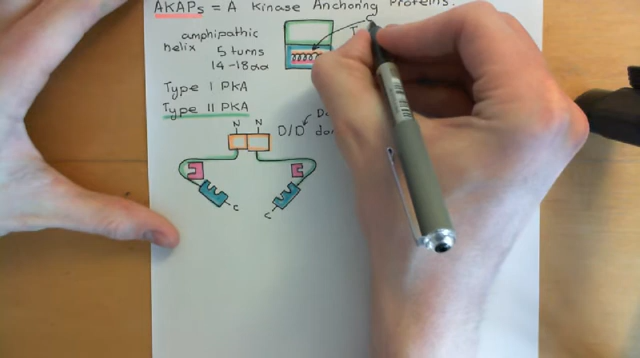 AKAPs = A Kinase Anchoring Proteins.
amphipathic
helix 5 turns
14-18aa
Type I PKA
Type II PKA
N N
D/D
C C